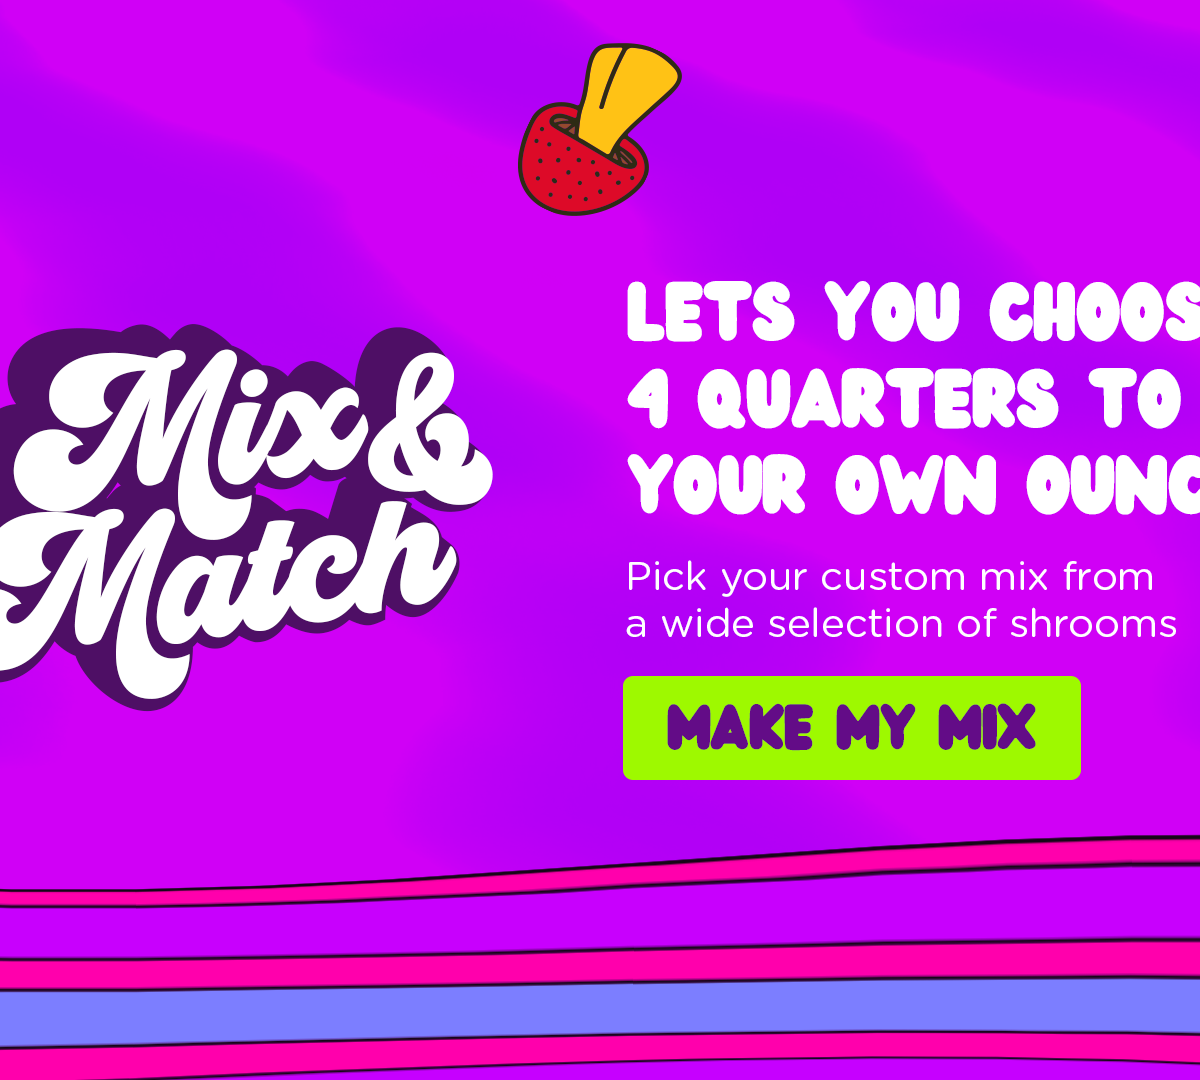 Mix &
Match
LETS YOU CHOOS
4 QUARTERS TO
YOUR OWN OUNC
Pick your custom mix from
a wide selection of shrooms
MAKE MY MIX